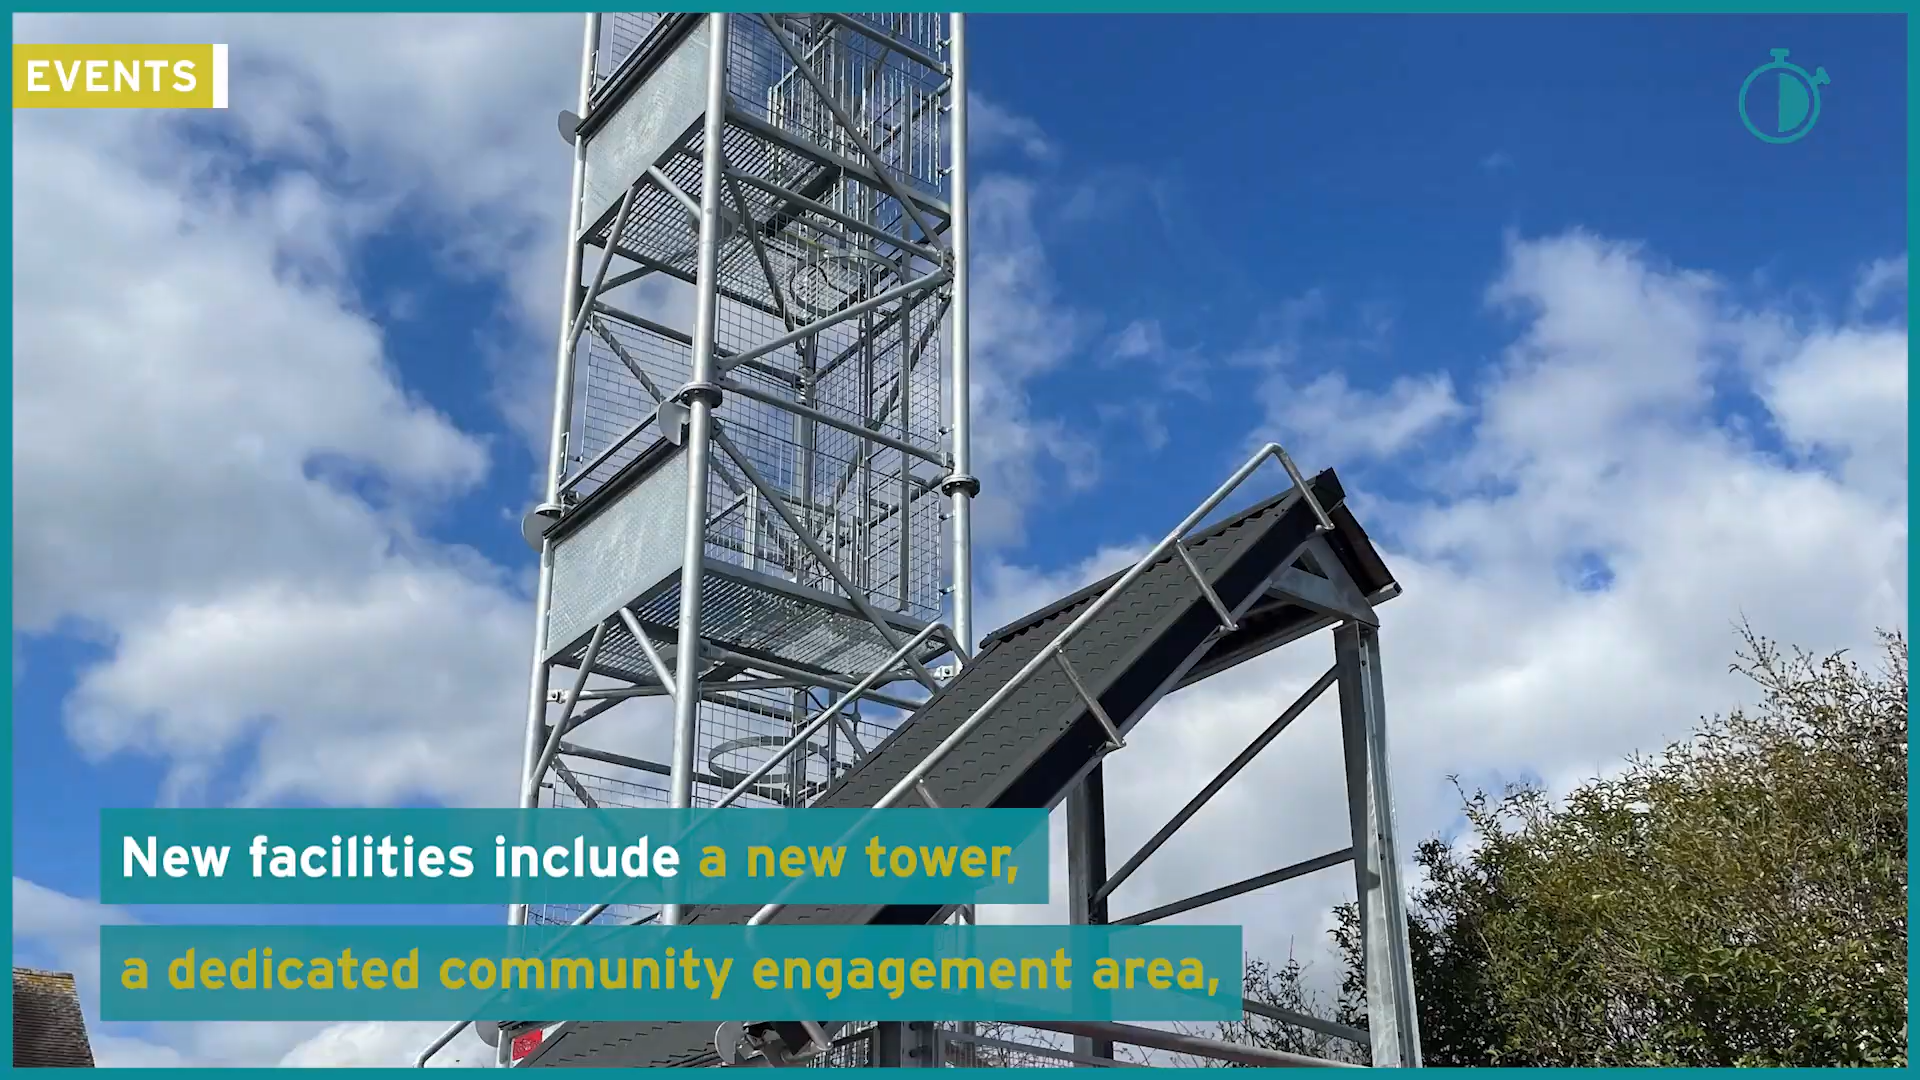 EVENTS
New facilities include a new tower,
a dedicated community engagement area,